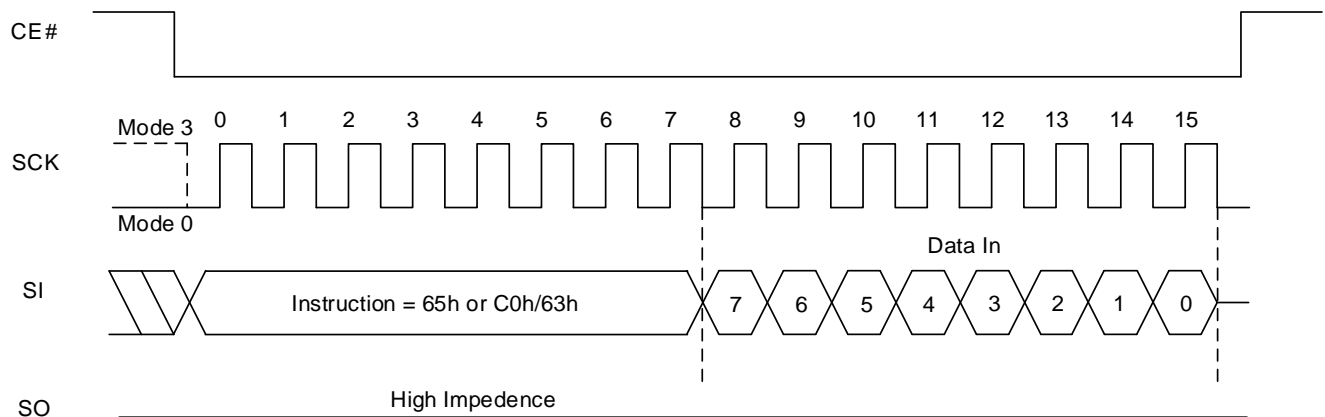 CE#
Mode 3
0 1 2 3 4 5 6 7 8 9 10 11 12 13 14 15
SCK
Mode 0
Data In
SI
Instruction = 65h or C0h/63h
7 6 5 4 3 2 1 0
High Impedence
SO